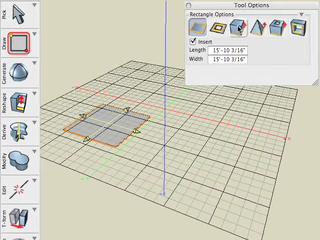 Tool Options
Rectangle Options
Insert
Length 15'-10 3/16"
Width 15'-10 3/16"
Pick
Draw
Generate
Reshape
Derive
Modify
Edit
T-form